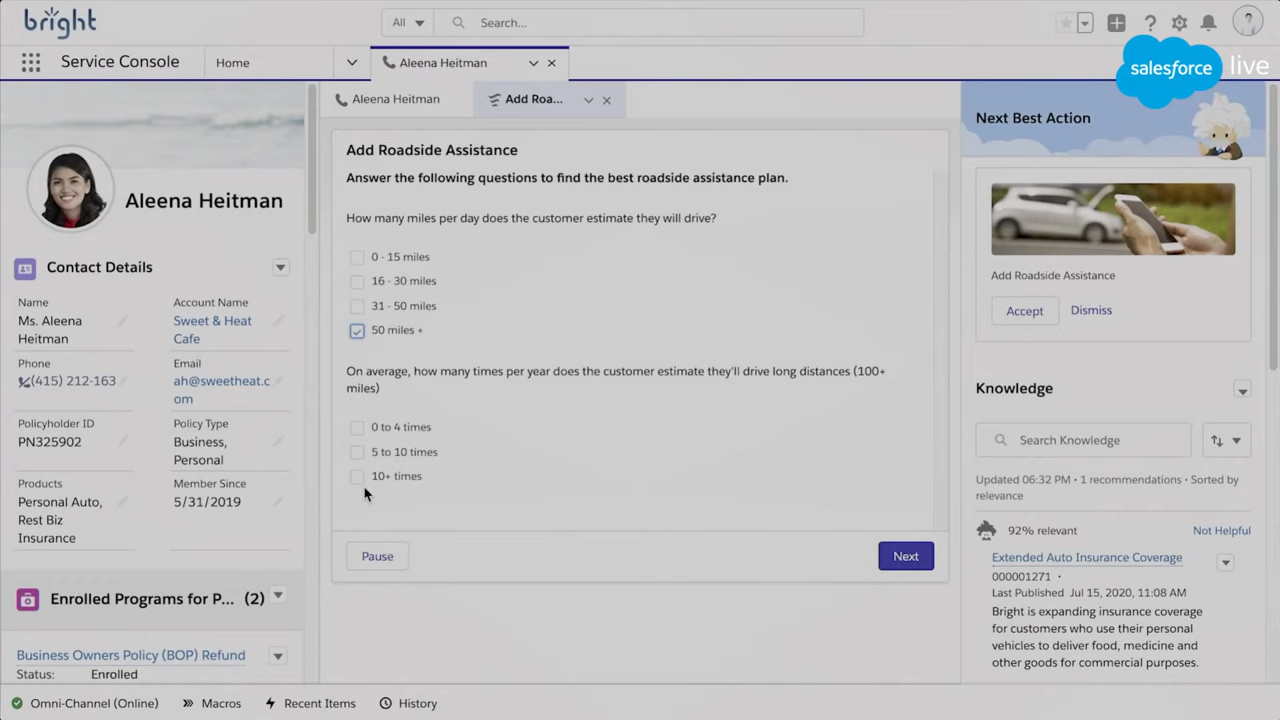 bright
All
Search...
salesforce live
Service Console
Home
Aleena Heitman
Aleena Heitman
Add Roa...
Aleena Heitman
Contact Details
Name
Ms. Aleena
Heitman
Account Name
Sweet & Heat
Cafe
Phone
(415) 212-163
Email
ah@sweetheat.c
om
Policyholder ID
PN325902
Policy Type
Business,
Personal
Products
Personal Auto,
Rest Biz
Insurance
Member Since
5/31/2019
Enrolled Programs for P... (2)
Business Owners Policy (BOP) Refund
Status: Enrolled
Add Roadside Assistance
Answer the following questions to find the best roadside assistance plan.
How many miles per day does the customer estimate they will drive?
0 - 15 miles
16 - 30 miles
31 - 50 miles
50 miles +
On average, how many times per year does the customer estimate they'll drive long distances (100+
miles)
0 to 4 times
5 to 10 times
10+ times
Pause
Next
Next Best Action
Add Roadside Assistance
Accept
Dismiss
Knowledge
Search Knowledge
Updated 06:32 PM • 1 recommendations • Sorted by
relevance
92% relevant
Not Helpful
Extended Auto Insurance Coverage
000001271 •
Last Published Jul 15, 2020, 11:08 AM
Bright is expanding insurance coverage
for customers who use their personal
vehicles to deliver food, medicine and
other goods for commercial purposes.
Omni-Channel (Online)
Macros
Recent Items
History